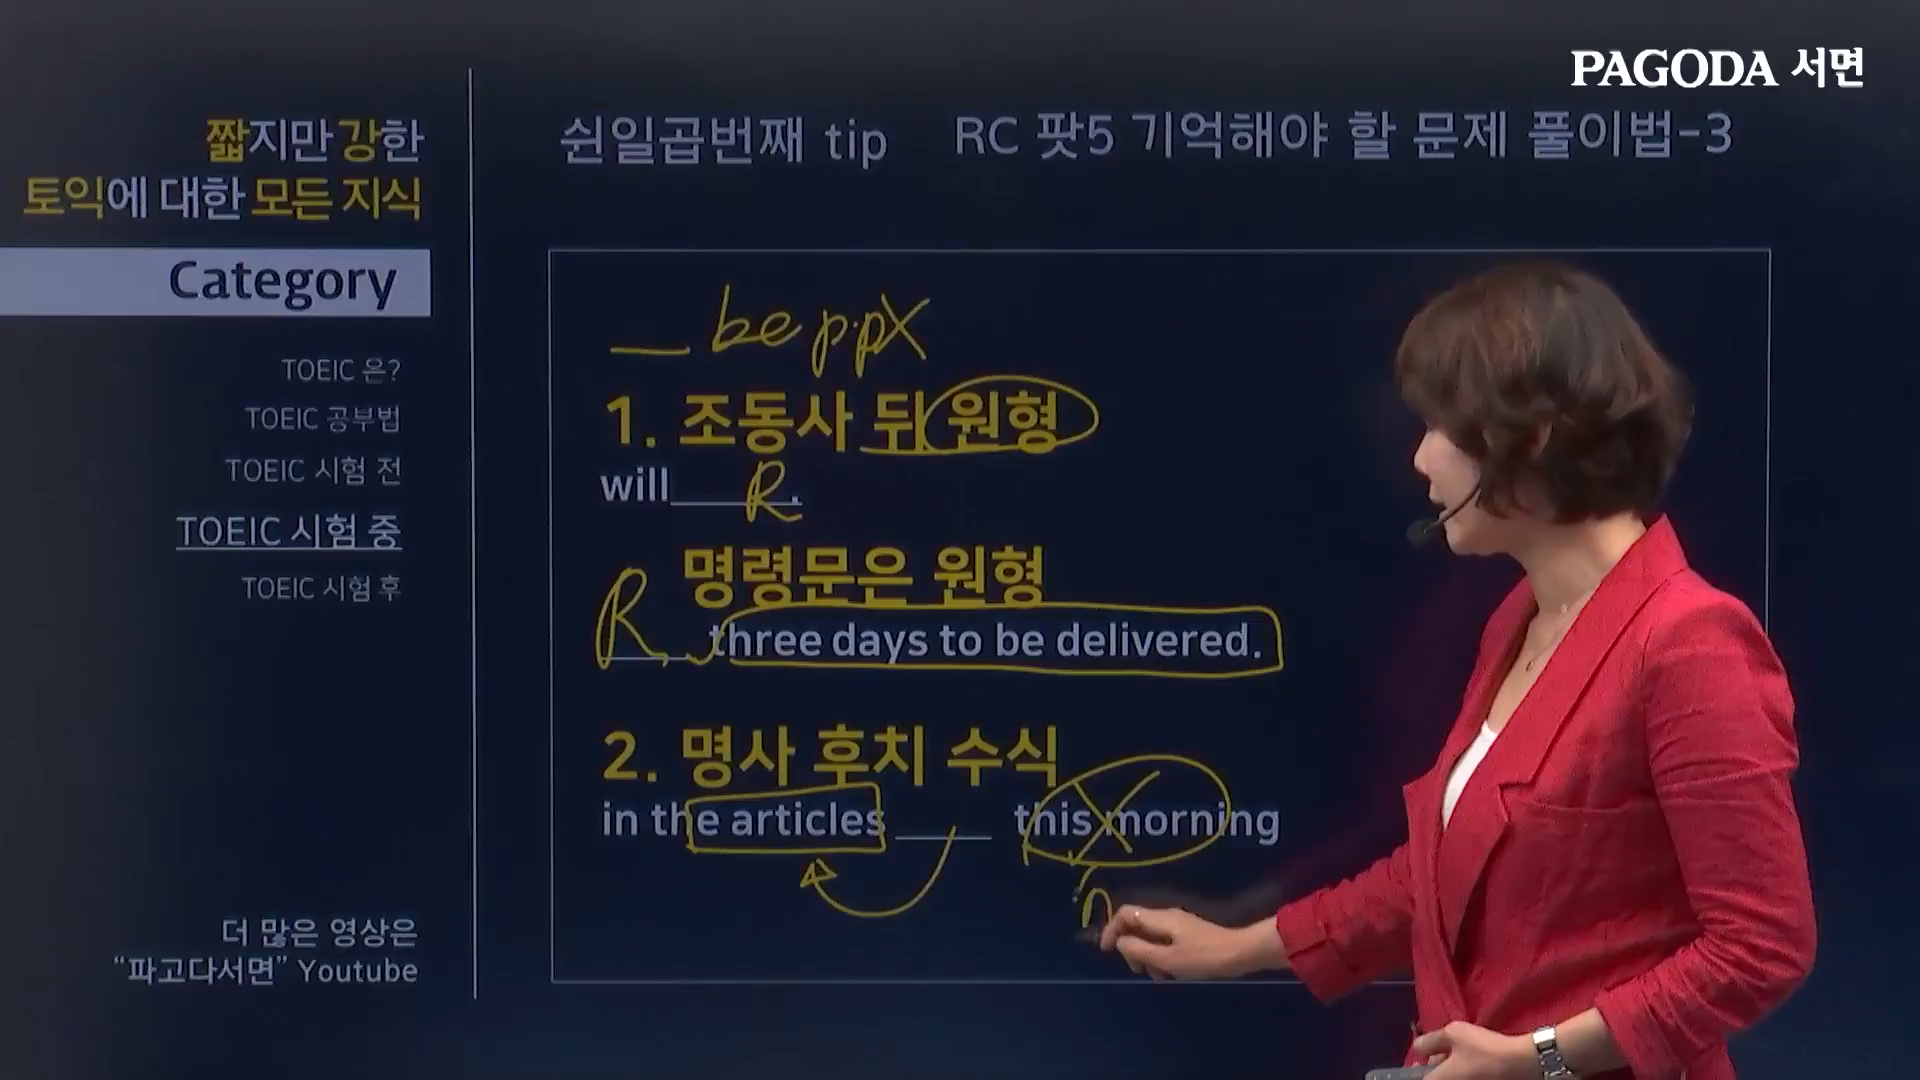 PAGODA 서면
짧지만 강한
토익에 대한 모든 지식
Category
TOEIC 은?
TOEIC 공부법
TOEIC 시험 전
TOEIC 시험 중
TOEIC 시험 후
더 많은 영상은
“파고다서면” Youtube
쉰일곱번째 tip RC 팟5 기억해야 할 문제 풀이법-3
be p.p X
1. 조동사 뒤 원형
will R.
명령문은 원형
R, three days to be delivered.
2. 명사 후치 수식
in the articles this morning